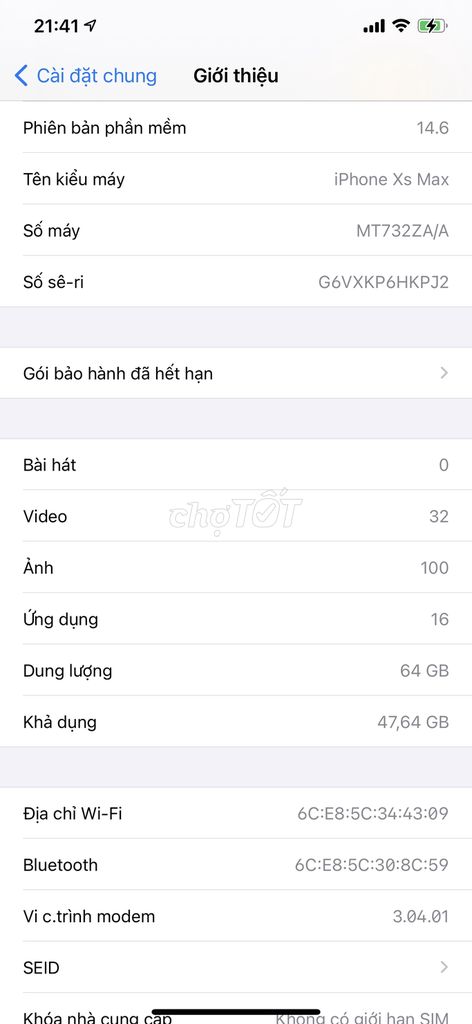 21:41
Cài đặt chung
Giới thiệu
Phiên bản phần mềm 14.6
Tên kiểu máy iPhone Xs Max
Số máy MT732ZA/A
Số sê-ri G6VXKP6HKPJ2
Gói bảo hành đã hết hạn
Bài hát 0
Video 32
chợTỐT
Ảnh 100
Ứng dụng 16
Dung lượng 64 GB
Khả dụng 47,64 GB
Địa chỉ Wi-Fi 6C:E8:5C:34:43:09
Bluetooth 6C:E8:5C:30:8C:59
Vi c.trình modem 3.04.01
SEID
Khóa nhà cung cấp Không có giới hạn SIM